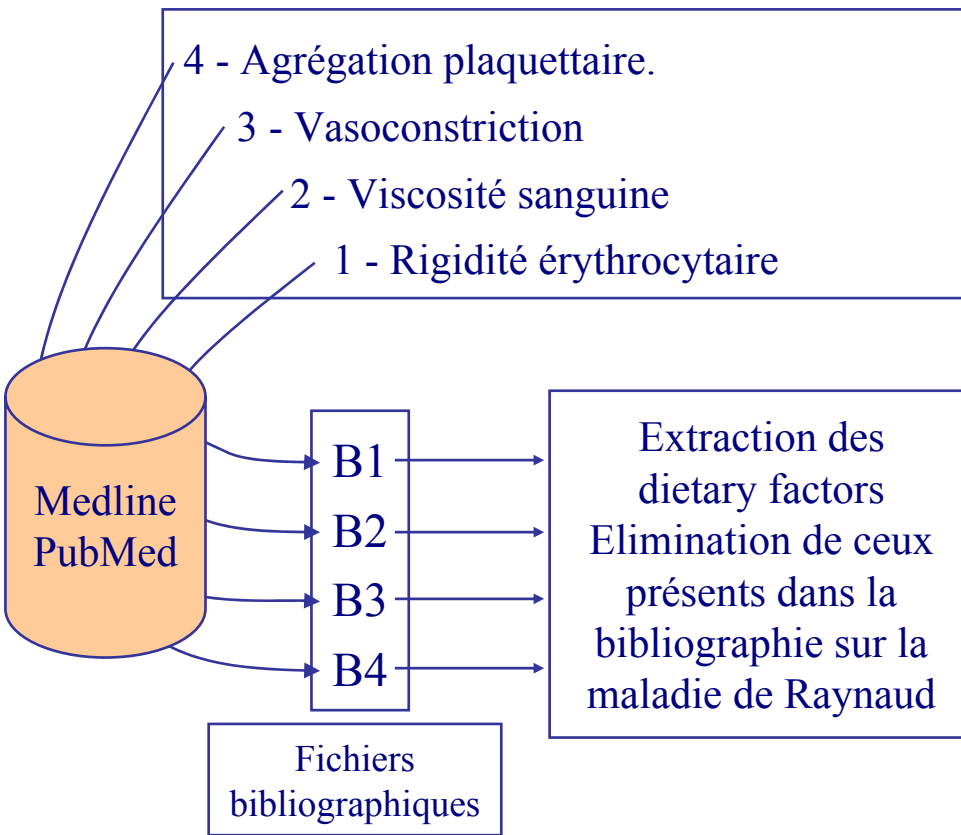 4 - Agrégation plaquettaire.
3 - Vasoconstriction
2 - Viscosité sanguine
1 - Rigidité érythrocytaire
Medline
PubMed
B1
B2
B3
B4
Fichiers
bibliographiques
Extraction des
dietary factors
Elimination de ceux
présents dans la
bibliographie sur la
maladie de Raynaud